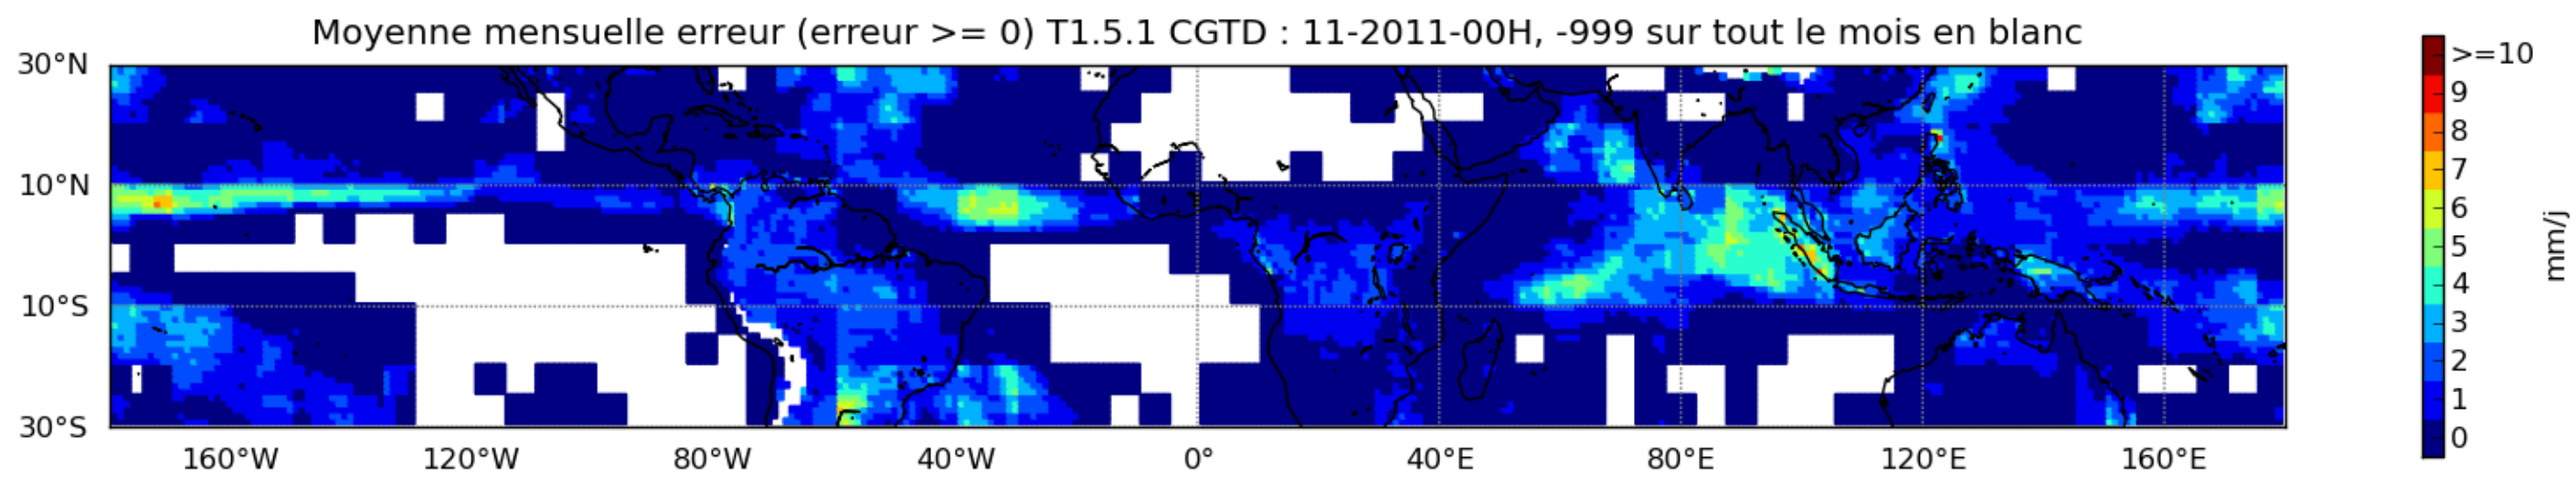 Moyenne mensuelle erreur (erreur >= 0) T1.5.1 CGTD : 11-2011-00H, -999 sur tout le mois en blanc
30°N
10°N
10°S
30°S
160°W 120°W 80°W 40°W 0° 40°E 80°E 120°E 160°E
>=10
9
8
7
6
5
4
3
2
1
0
mm/j